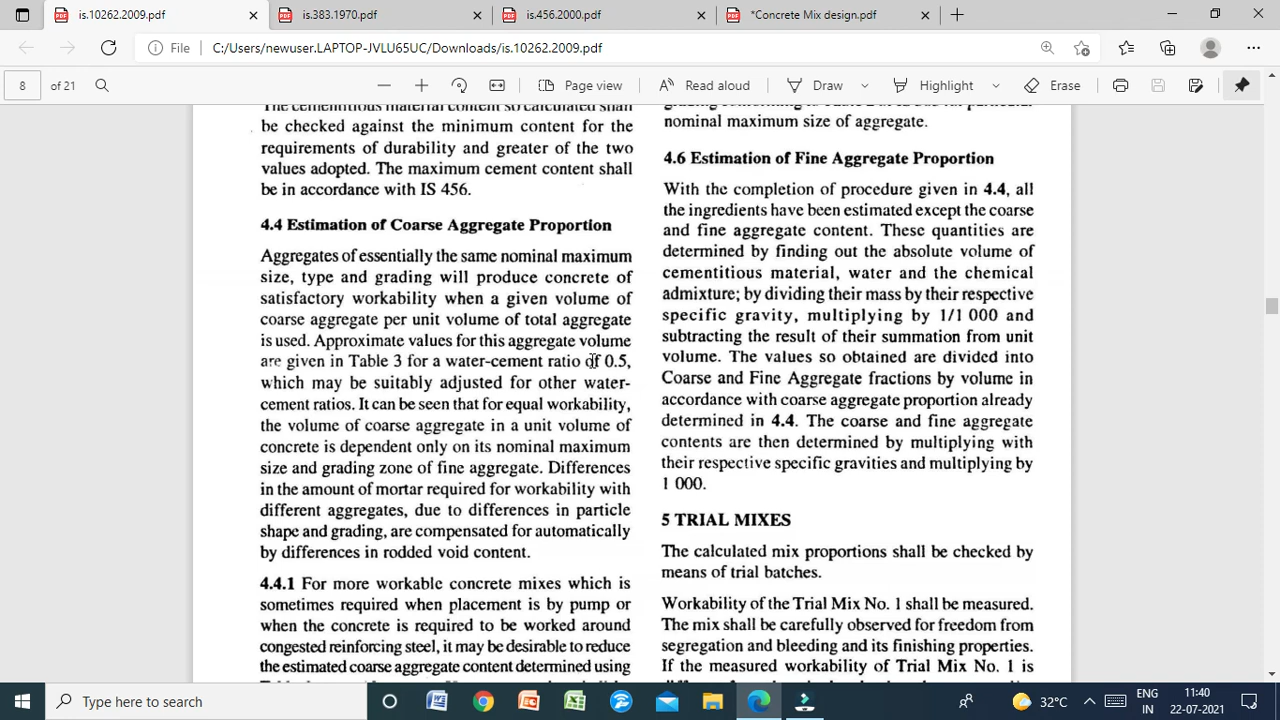 is.10262.2009.pdf
is.383.1970.pdf
is.456.2000.pdf
*Concrete Mix design.pdf
File
C:/Users/newuser.LAPTOP-JVLU65UC/Downloads/is.10262.2009.pdf
8 of 21
Page view
Read aloud
Draw
Highlight
Erase
The cementitious material content so calculated shall
be checked against the minimum content for the
requirements of durability and greater of the two
values adopted. The maximum cement content shall
be in accordance with IS 456.
4.4 Estimation of Coarse Aggregate Proportion
Aggregates of essentially the same nominal maximum
size, type and grading will produce concrete of
satisfactory workability when a given volume of
coarse aggregate per unit volume of total aggregate
is used. Approximate values for this aggregate volume
are given in Table 3 for a water-cement ratio of 0.5,
which may be suitably adjusted for other water-
cement ratios. It can be seen that for equal workability,
the volume of coarse aggregate in a unit volume of
concrete is dependent only on its nominal maximum
size and grading zone of fine aggregate. Differences
in the amount of mortar required for workability with
different aggregates, due to differences in particle
shape and grading, are compensated for automatically
by differences in rodded void content.
4.4.1 For more workable concrete mixes which is
sometimes required when placement is by pump or
when the concrete is required to be worked around
congested reinforcing steel, it may be desirable to reduce
the estimated coarse aggregate content determined using
nominal maximum size of aggregate.
4.6 Estimation of Fine Aggregate Proportion
With the completion of procedure given in 4.4, all
the ingredients have been estimated except the coarse
and fine aggregate content. These quantities are
determined by finding out the absolute volume of
cementitious material, water and the chemical
admixture; by dividing their mass by their respective
specific gravity, multiplying by 1/1 000 and
subtracting the result of their summation from unit
volume. The values so obtained are divided into
Coarse and Fine Aggregate fractions by volume in
accordance with coarse aggregate proportion already
determined in 4.4. The coarse and fine aggregate
contents are then determined by multiplying with
their respective specific gravities and multiplying by
1 000.
5 TRIAL MIXES
The calculated mix proportions shall be checked by
means of trial batches.
Workability of the Trial Mix No. 1 shall be measured.
The mix shall be carefully observed for freedom from
segregation and bleeding and its finishing properties.
If the measured workability of Trial Mix No. 1 is
Type here to search
32°C
ENG
IN
11:40
22-07-2021